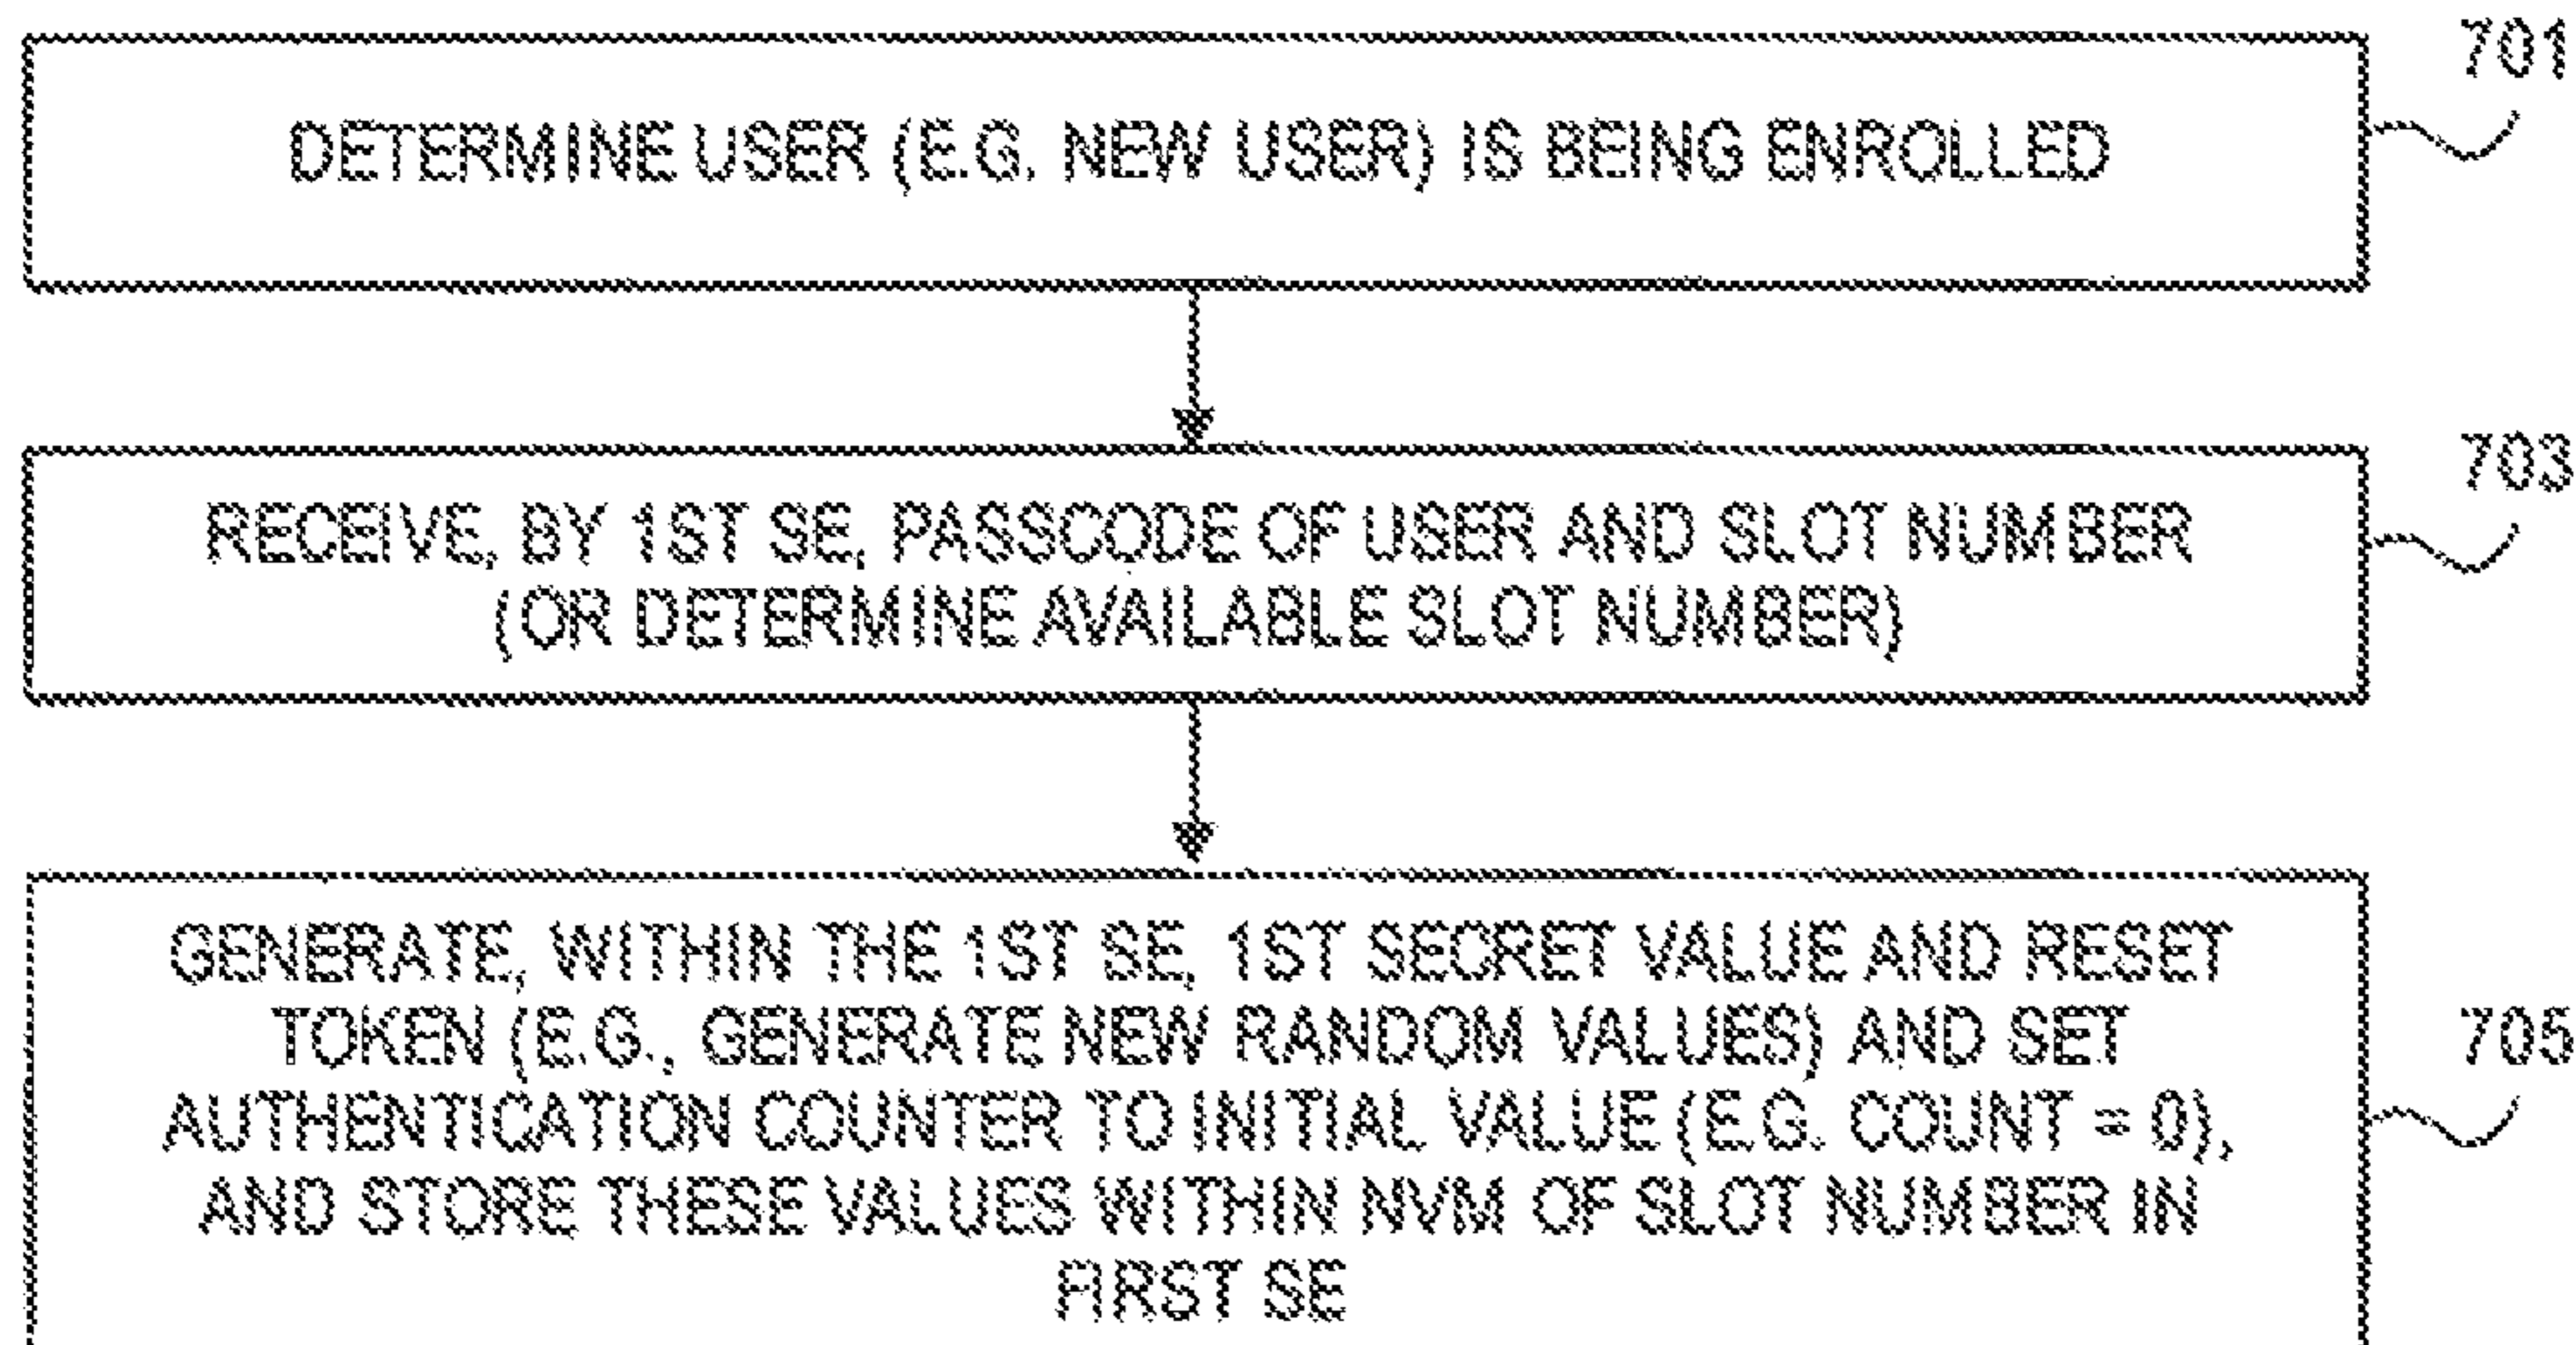 701
DETERMINE USER (E.G. NEW USER) IS BEING ENROLLED
703
RECEIVE, BY 1ST SE, PASSCODE OF USER AND SLOT NUMBER
(OR DETERMINE AVAILABLE SLOT NUMBER)
GENERATE, WITHIN THE 1ST SE, 1ST SECRET VALUE AND RESET
TOKEN (E.G., GENERATE NEW RANDOM VALUES) AND SET
705
AUTHENTICATION COUNTER TO INITIAL VALUE (E.G. COUNT = 0),
AND STORE THESE VALUES WITHIN NVM OF SLOT NUMBER IN
FIRST SE